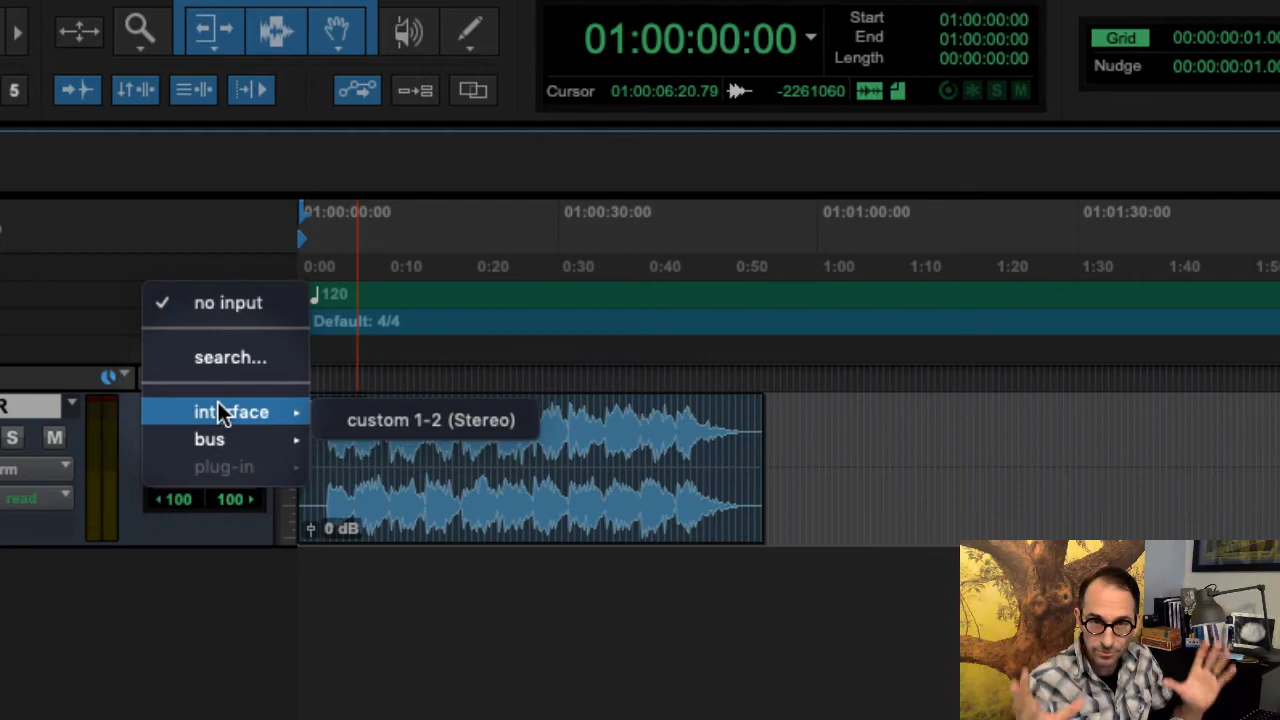 Start 01:00:00:00
01:00:00:00
End 01:00:00:00
Length 00:00:00:00
Grid 00:00:00:01.0
Nudge 00:00:00:01.0
5
Cursor 01:00:06:20.79 -2261060 S M
01:00:00:00 01:00:30:00 01:01:00:00 01:01:30:00
0:00 0:10 0:20 0:30 0:40 0:50 1:00 1:10 1:20 1:30 1:40 1:5
120
Default: 4/4
no input
search...
interface
bus
plug-in
custom 1-2 (Stereo)
R
S M
rm
read
100 100
0 dB